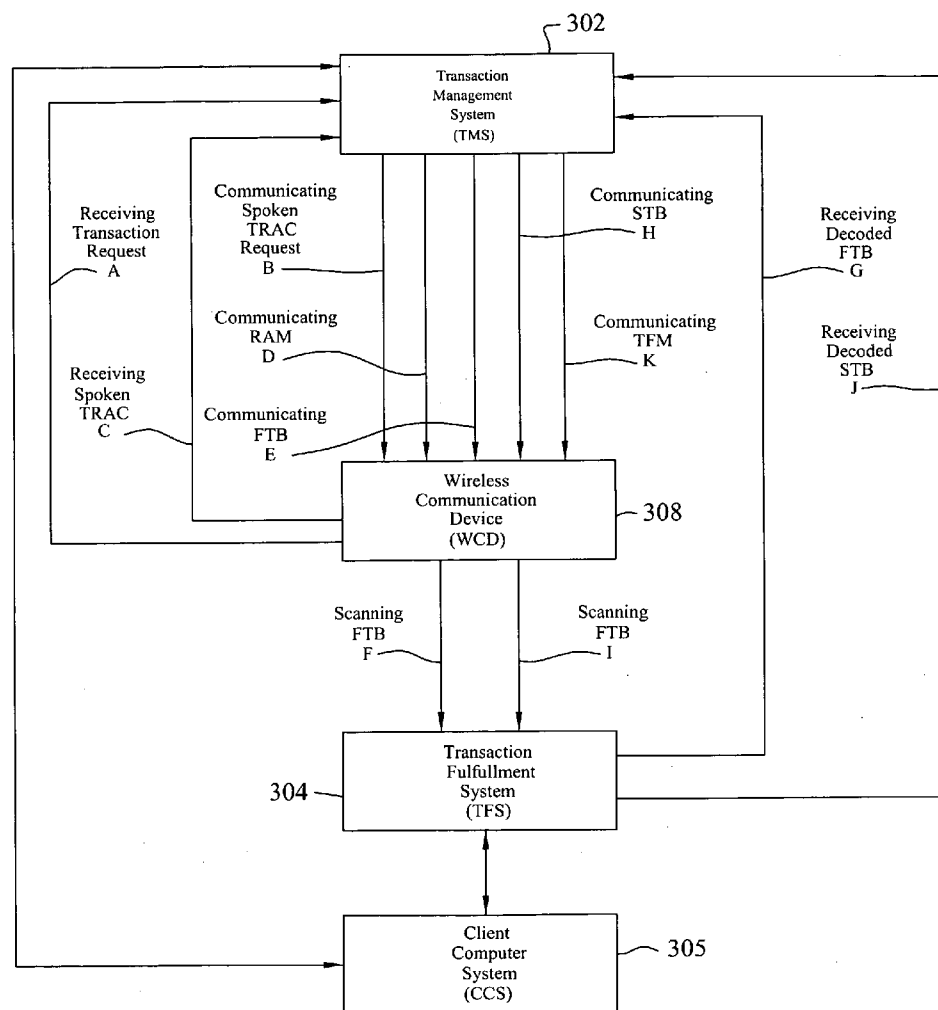 302
Transaction
Management
System
(TMS)
Communicating
Spoken
TRAC
Request
B
Communicating
STB
H
Receiving
Transaction
Request
A
Receiving
Decoded
FTB
G
Communicating
RAM
D
Communicating
TFM
K
Receiving
Decoded
STB
J
Receiving
Spoken
TRAC
C
Communicating
FTB
E
Wireless
Communication
Device
(WCD)
308
Scanning
FTB
F
Scanning
FTB
I
Transaction
Fulfullment
System
(TFS)
304
Client
Computer
System
(CCS)
305